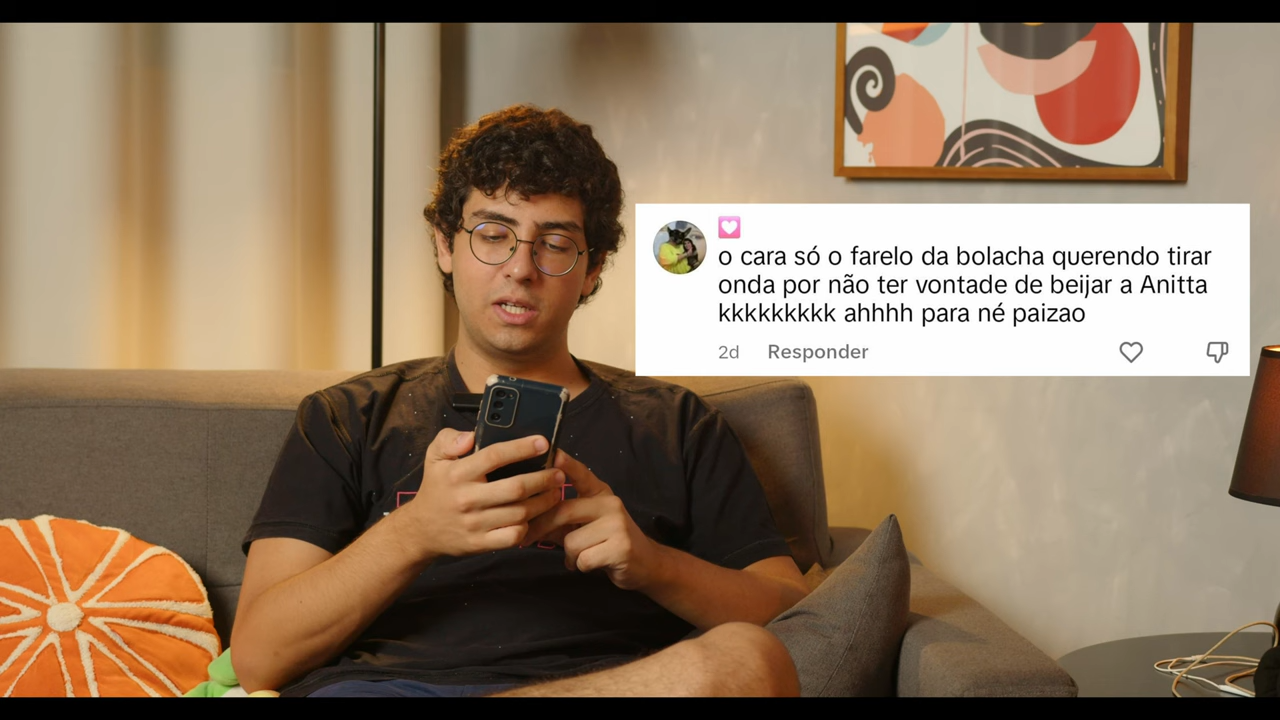 o cara só o farelo da bolacha querendo tirar
onda por não ter vontade de beijar a Anitta
kkkkkkkkk ahhhh para né paizao
2d Responder